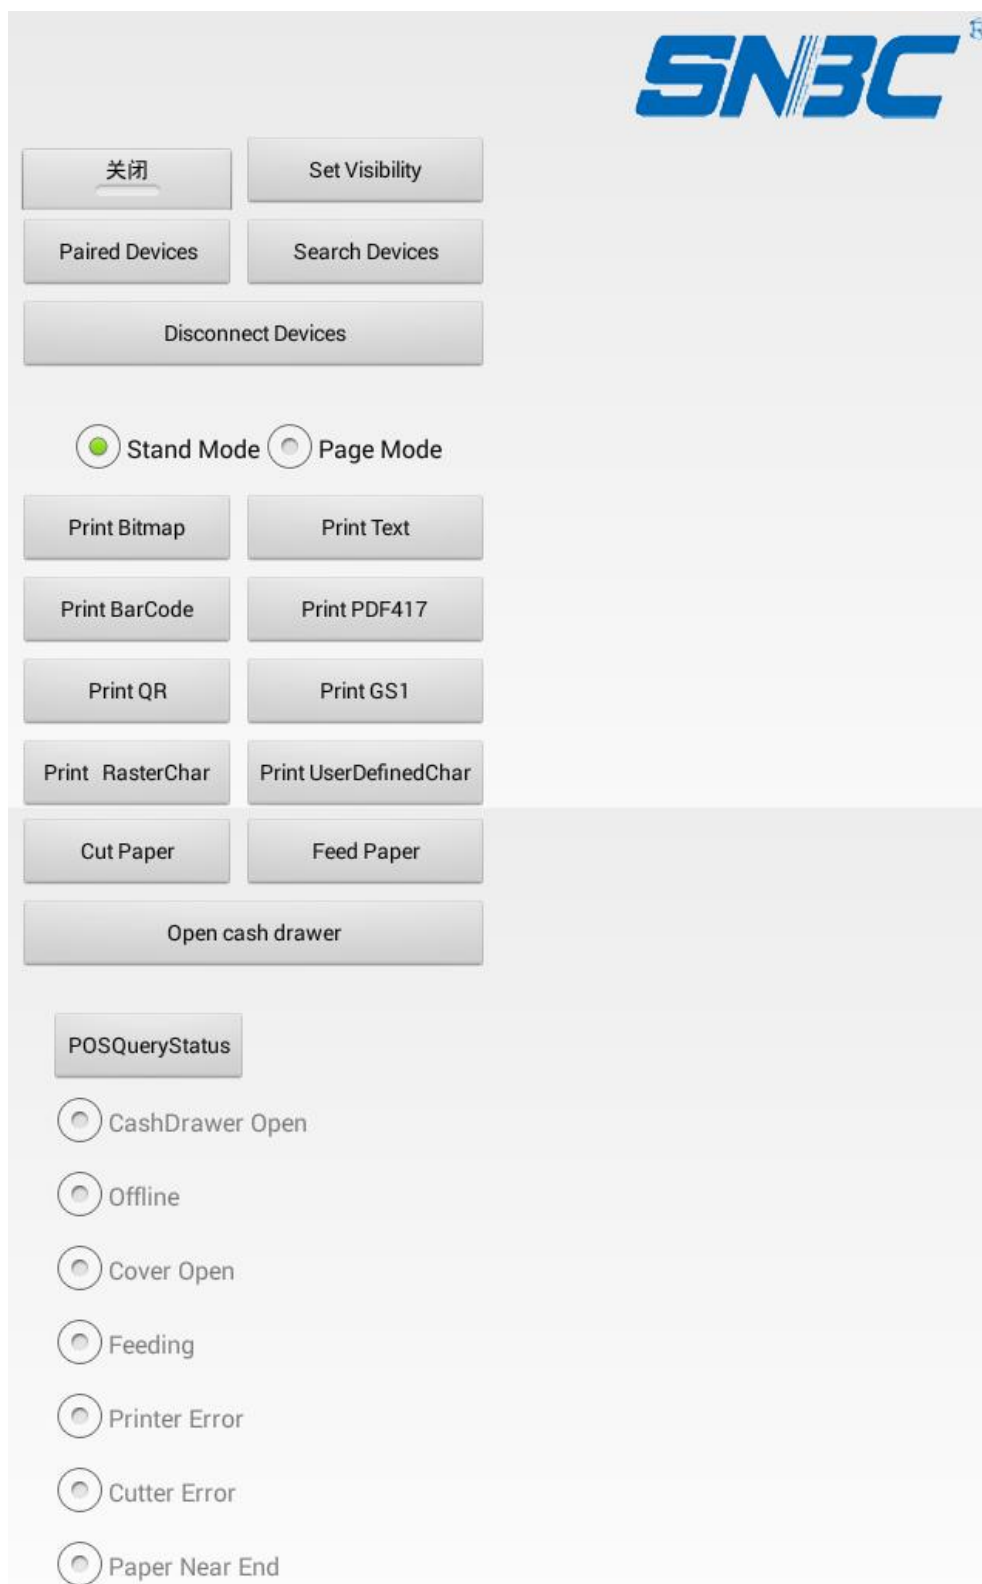 SNBC®
关闭 Set Visibility
Paired Devices Search Devices
Disconnect Devices
Stand Mode Page Mode
Print Bitmap Print Text
Print BarCode Print PDF417
Print QR Print GS1
Print RasterChar Print UserDefinedChar
Cut Paper Feed Paper
Open cash drawer
POSQueryStatus
CashDrawer Open
Offline
Cover Open
Feeding
Printer Error
Cutter Error
Paper Near End